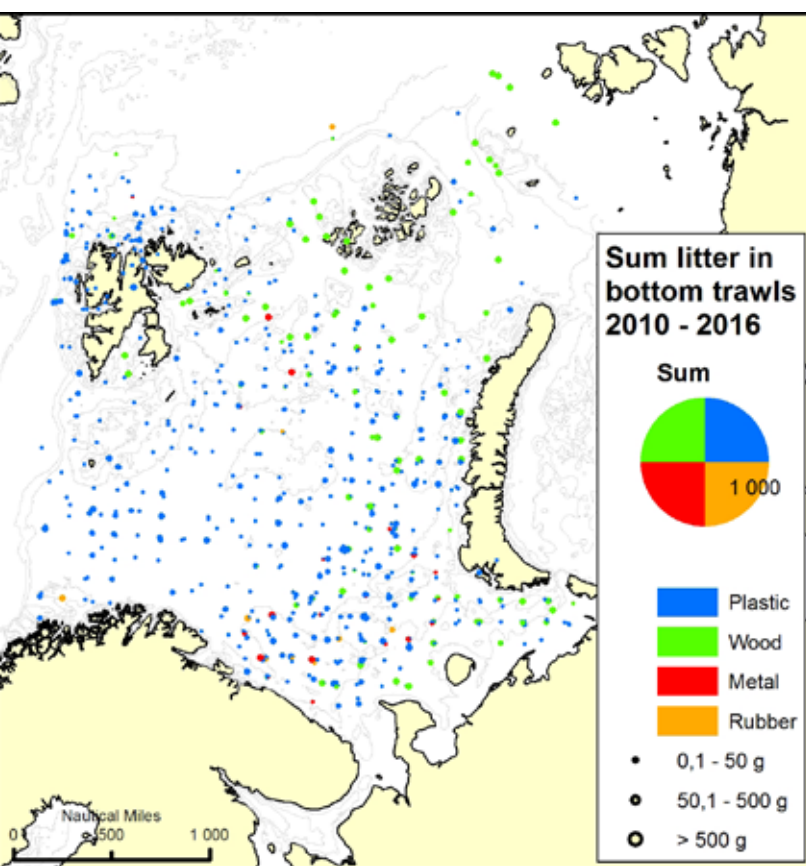 Sum litter in
bottom trawls
2010 - 2016
Sum
1 000
Plastic
Wood
Metal
Rubber
0,1 - 50 g
50,1 - 500 g
> 500 g
Nautical Miles
0 500 1 000